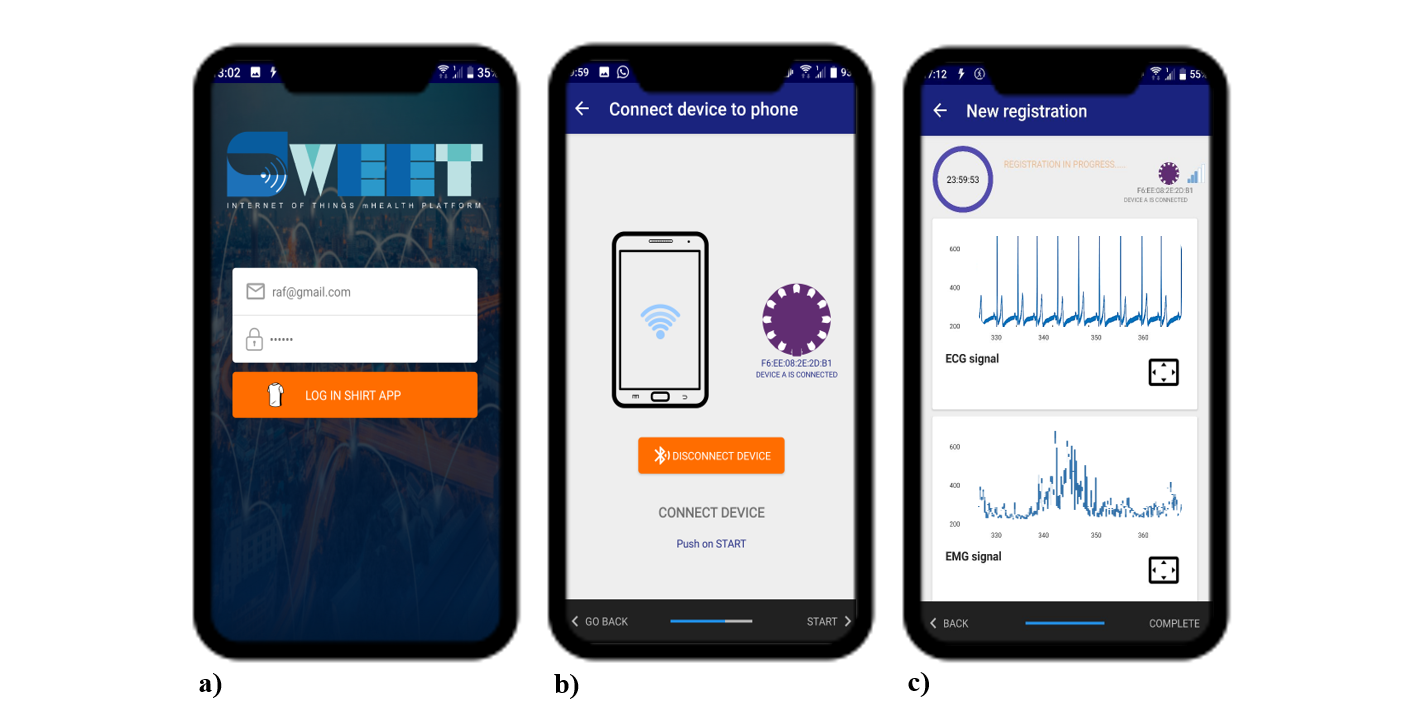 3:02
35%
SWEET
INTERNET OF THINGS mHEALTH PLATFORM
raf@gmail.com
••••••
LOG IN SHIRT APP
a)
:59
Connect device to phone
F6:EE:08:2E:2D:B1
DEVICE A IS CONNECTED
DISCONNECT DEVICE
CONNECT DEVICE
Push on START
GO BACK
START
b)
7:12
55%
New registration
23:59:53
REGISTRATION IN PROGRESS.....
F6:EE:08:2E:2D:B1
DEVICE A IS CONNECTED
600
400
200
330 340 350 360
ECG signal
600
400
200
330 340 350 360
EMG signal
BACK
COMPLETE
c)